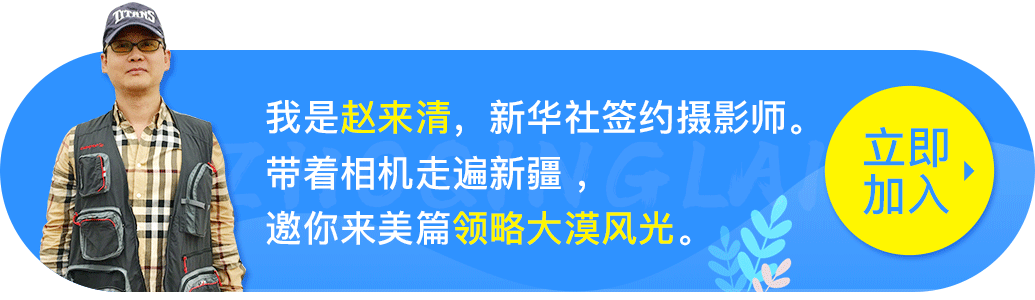 TITANS
我是赵来清，新华社签约摄影师。
带着相机走遍新疆，
邀你来美篇领略大漠风光。
立即
加入